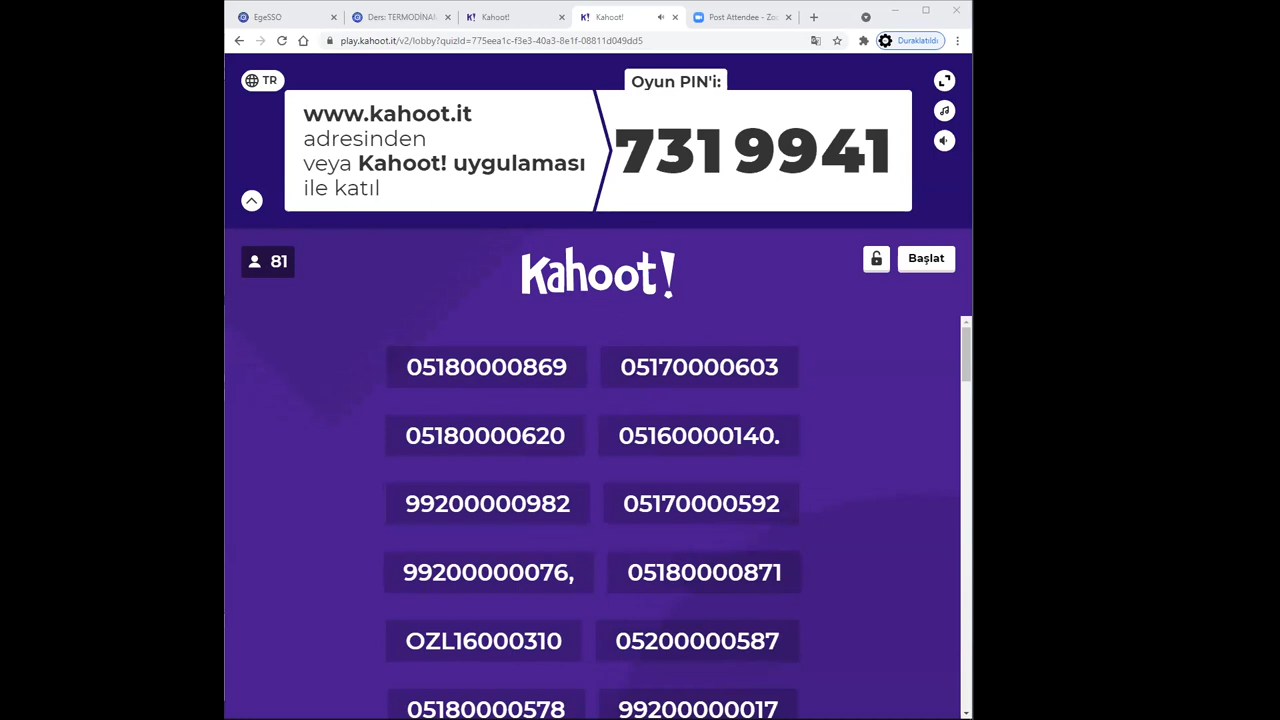 EgeSSO
Ders: TERMODİNAM
Kahoot!
Kahoot!
Post Attendee - Zoo
play.kahoot.it/v2/lobby?quizId=775eea1c-f3e3-40a3-8e1f-08811d049dd5
Duraklatıldı
TR
Oyun PIN'i:
www.kahoot.it
adresinden
veya Kahoot! uygulaması
ile katıl
731 9941
81
Kahoot!
Başlat
05180000869 05170000603
05180000620 05160000140.
99200000982 05170000592
99200000076, 05180000871
OZL16000310 05200000587
05180000578 99200000017